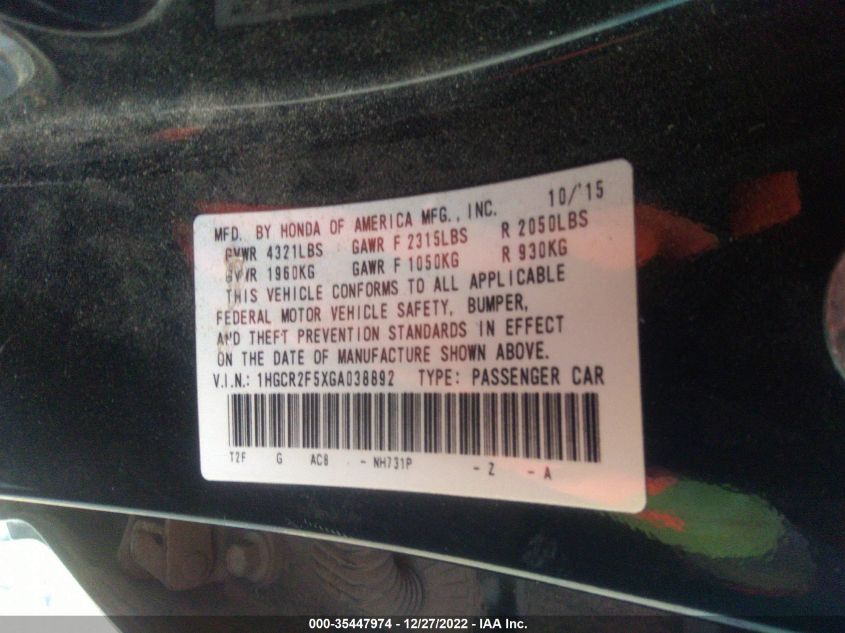 10/'15
MFD. BY HONDA OF AMERICA MFG., INC.
GVWR 4321LBS GAWR F 2315LBS R 2050LBS
GVWR 1960KG GAWR F 1050KG R 930KG
THIS VEHICLE CONFORMS TO ALL APPLICABLE
FEDERAL MOTOR VEHICLE SAFETY, BUMPER,
AND THEFT PREVENTION STANDARDS IN EFFECT
ON THE DATE OF MANUFACTURE SHOWN ABOVE.
V.I.N.: 1HGCR2F5XGA038892 TYPE: PASSENGER CAR
T2F G AC8 - NH731P - Z - A
000-35447974 - 12/27/2022 - IAA Inc.